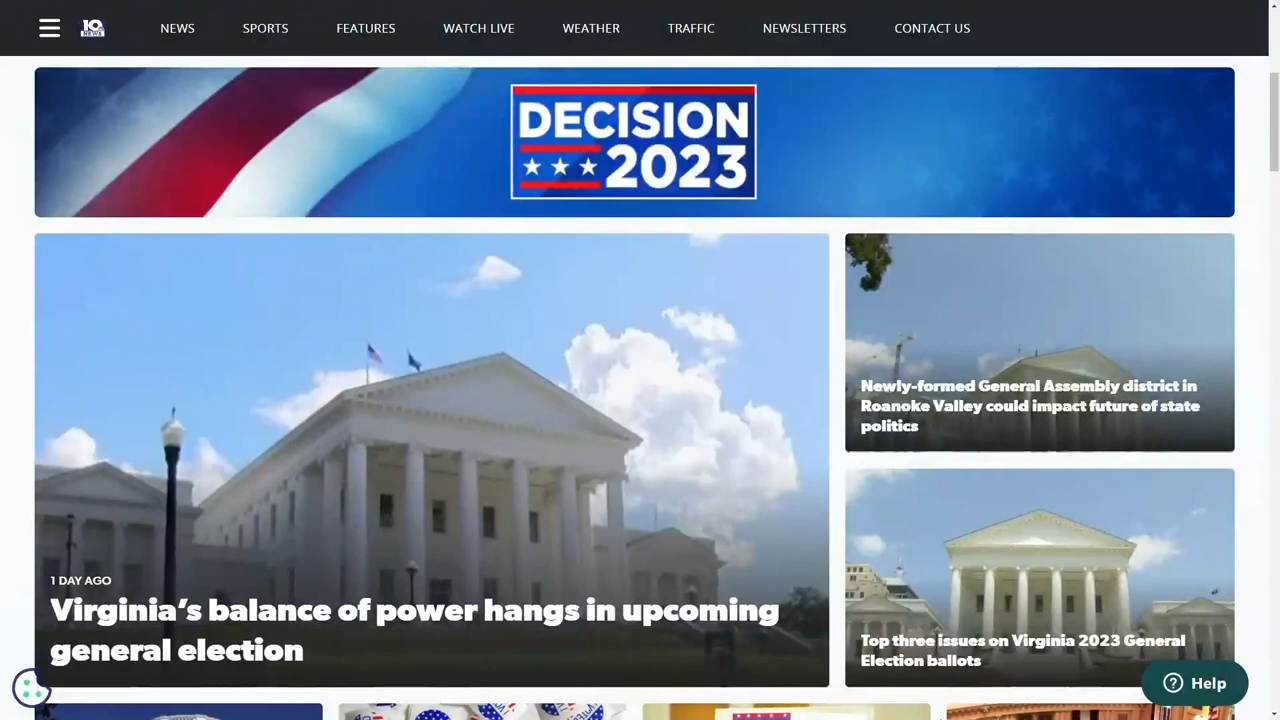 10
NEWS
NEWS
SPORTS
FEATURES
WATCH LIVE
WEATHER
TRAFFIC
NEWSLETTERS
CONTACT US
DECISION
2023
1 DAY AGO
Virginia’s balance of power hangs in upcoming
general election
Newly-formed General Assembly district in
Roanoke Valley could impact future of state
politics
Top three issues on Virginia 2023 General
Election ballots
Help